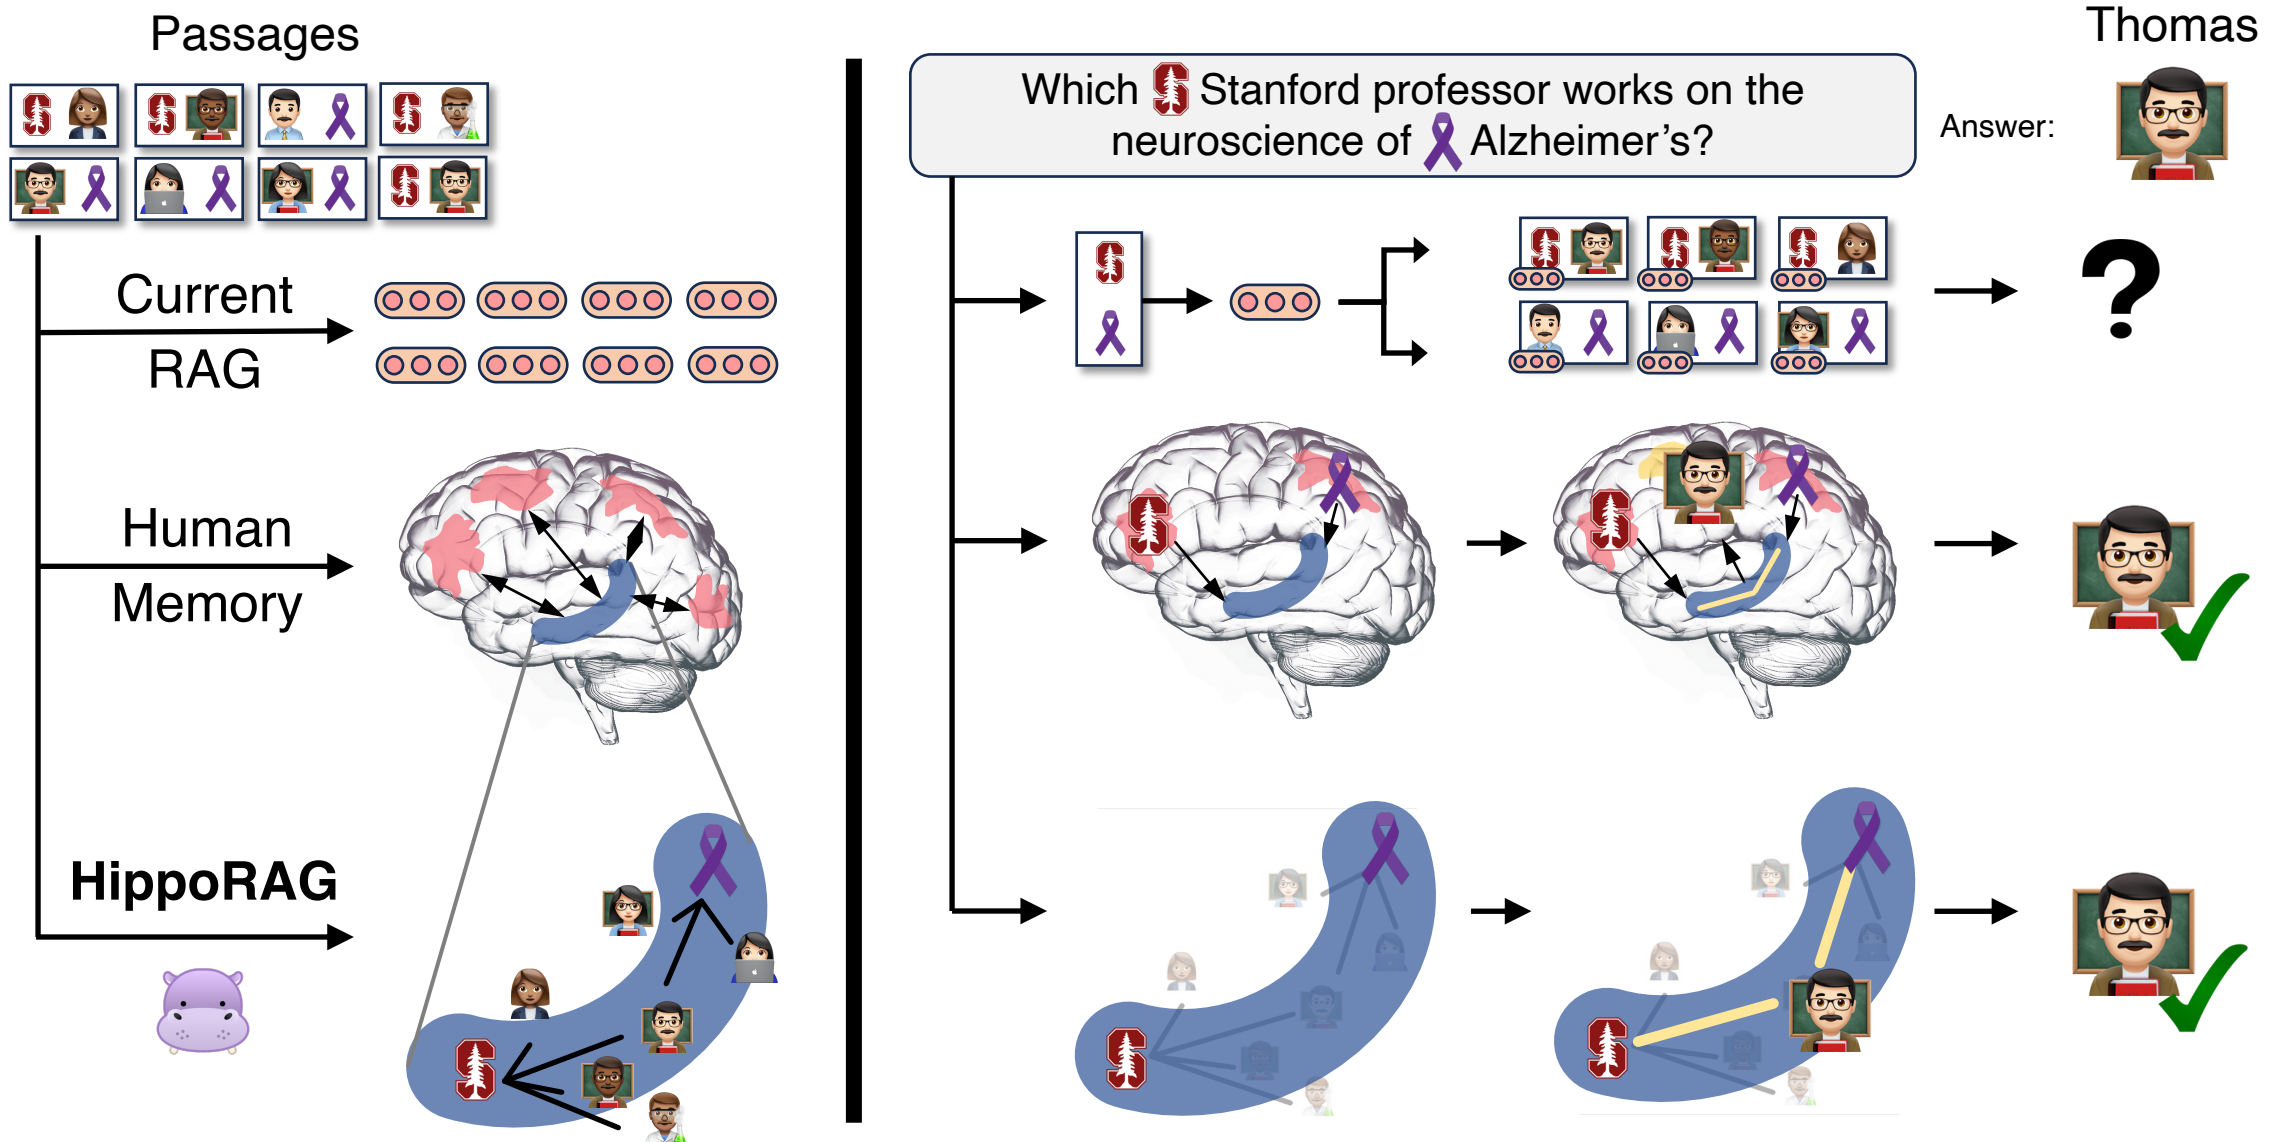 Passages
Current
RAG
Human
Memory
HippoRAG
Which Stanford professor works on the
neuroscience of Alzheimer's?
Answer:
Thomas
?